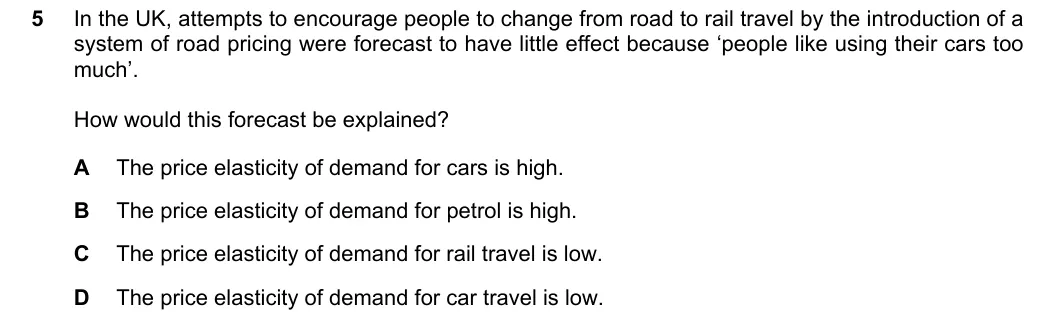 5 In the UK, attempts to encourage people to change from road to rail travel by the introduction of a
system of road pricing were forecast to have little effect because ‘people like using their cars too
much’.
How would this forecast be explained?
A The price elasticity of demand for cars is high.
B The price elasticity of demand for petrol is high.
C The price elasticity of demand for rail travel is low.
D The price elasticity of demand for car travel is low.